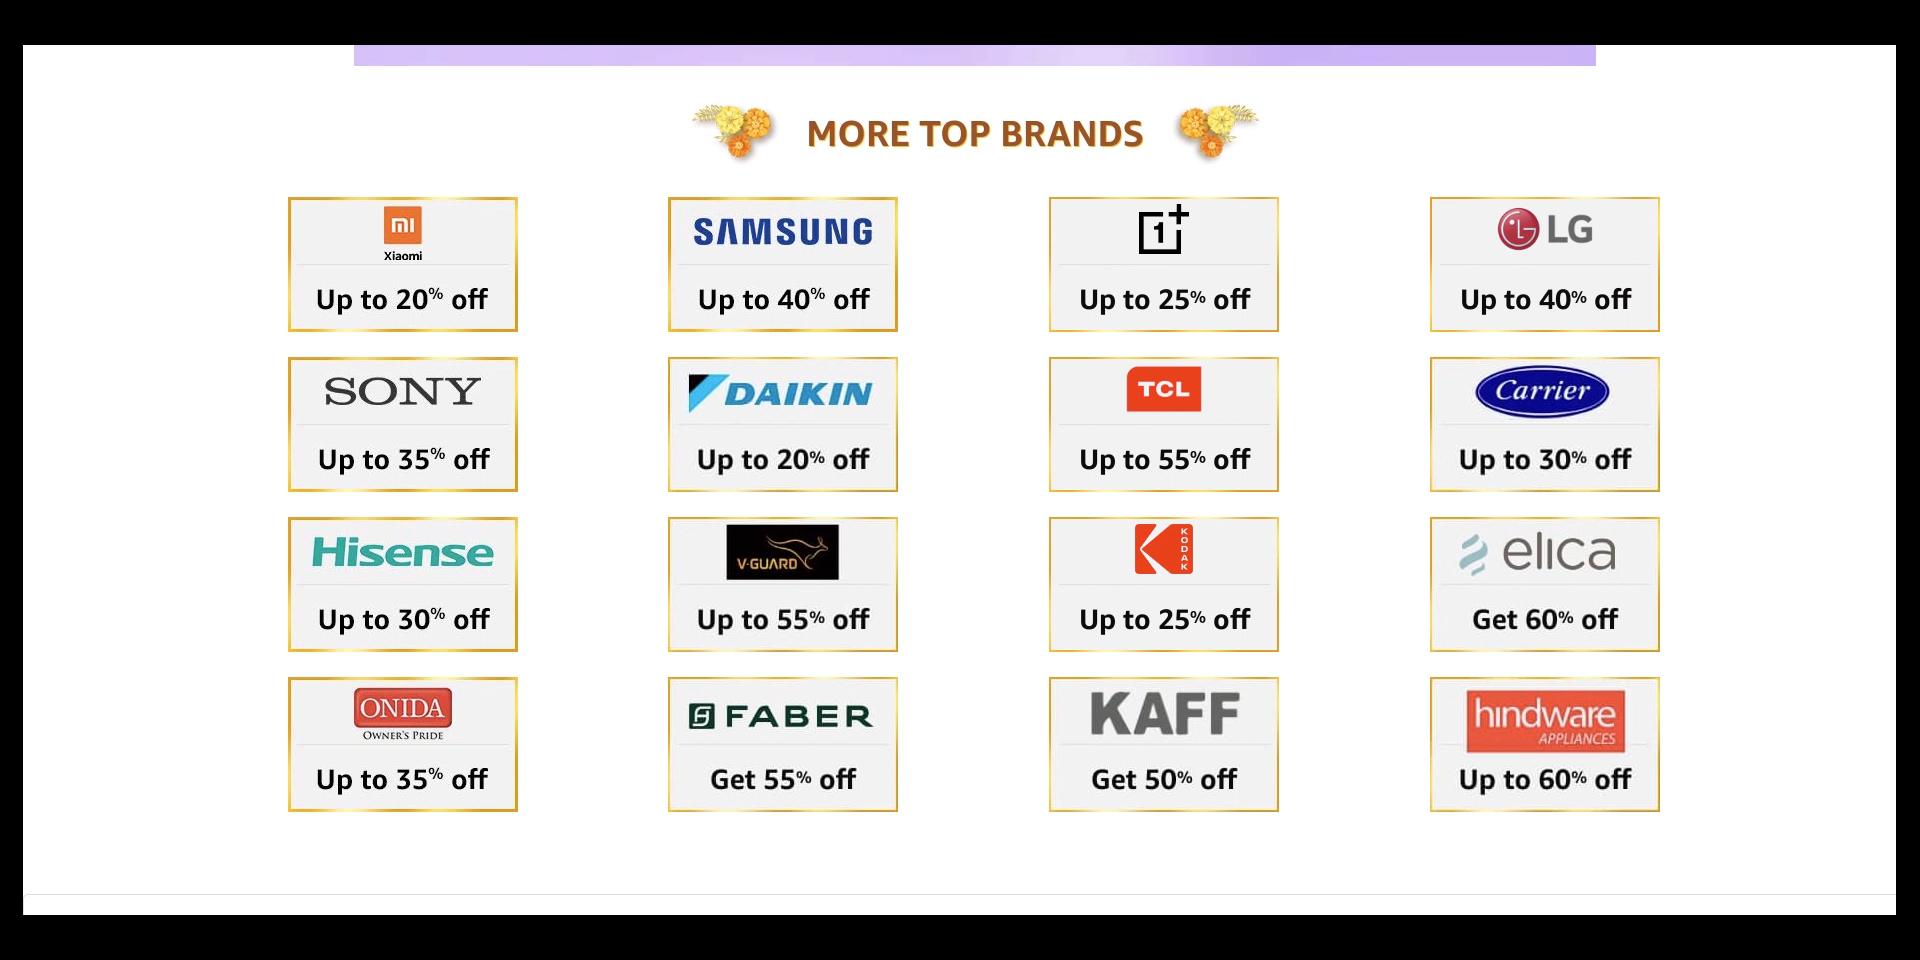 MORE TOP BRANDS
mi
Xiaomi
Up to 20% off
SAMSUNG
Up to 40% off
1+
Up to 25% off
LG
LG
Up to 40% off
SONY
Up to 35% off
DAIKIN
Up to 20% off
TCL
Up to 55% off
Carrier
Up to 30% off
Hisense
Up to 30% off
V-GUARD
Up to 55% off
KODAK
Up to 25% off
elica
Get 60% off
ONIDA
OWNER'S PRIDE
Up to 35% off
FABER
Get 55% off
KAFF
Get 50% off
hindware
APPLIANCES
Up to 60% off